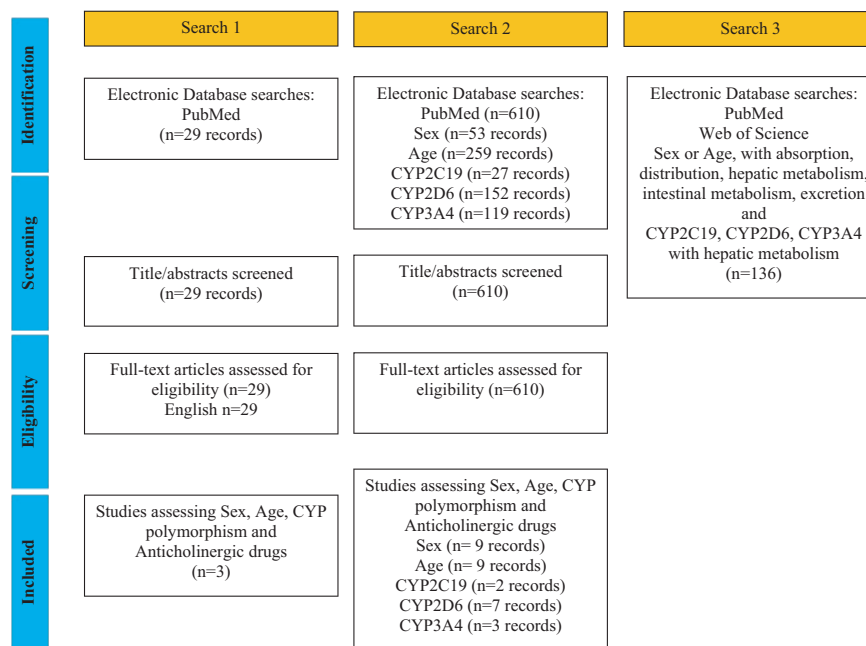 Search 1
Search 2
Search 3
Identification
Electronic Database searches:
PubMed
(n=29 records)
Electronic Database searches:
PubMed (n=610)
Sex (n=53 records)
Age (n=259 records)
CYP2C19 (n=27 records)
CYP2D6 (n=152 records)
CYP3A4 (n=119 records)
Electronic Database searches:
PubMed
Web of Science
Sex or Age, with absorption,
distribution, hepatic metabolism,
intestinal metabolism, excretion
and
CYP2C19, CYP2D6, CYP3A4
with hepatic metabolism
(n=136)
Screening
Title/abstracts screened
(n=29 records)
Title/abstracts screened
(n=610)
Eligibility
Full-text articles assessed for
eligibility (n=29)
English n=29
Full-text articles assessed for
eligibility (n=610)
Included
Studies assessing Sex, Age, CYP
polymorphism and
Anticholinergic drugs
(n=3)
Studies assessing Sex, Age, CYP
polymorphism and
Anticholinergic drugs
Sex (n= 9 records)
Age (n= 9 records)
CYP2C19 (n=2 records)
CYP2D6 (n=7 records)
CYP3A4 (n=3 records)